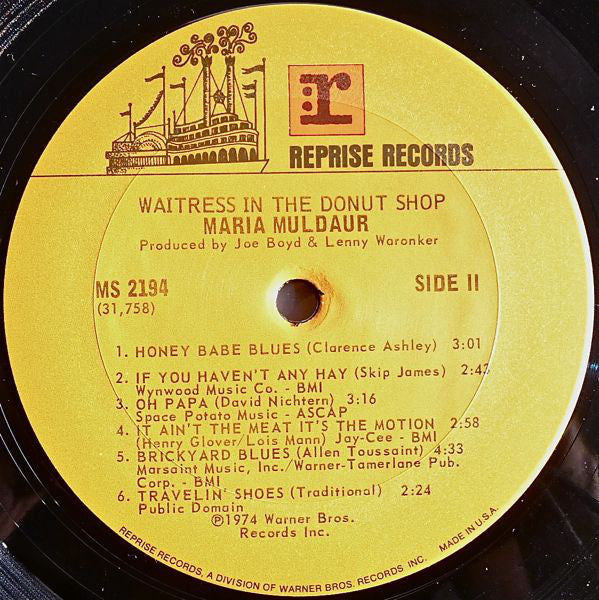 r
REPRISE RECORDS
WAITRESS IN THE DONUT SHOP
MARIA MULDAUR
Produced by Joe Boyd & Lenny Waronker
MS 2194
SIDE II
(31,758)
1. HONEY BABE BLUES (Clarence Ashley) 3:01
2. IF YOU HAVEN'T ANY HAY (Skip James) 2:43
Wynwood Music Co. - BMI
3. OH PAPA (David Nichtern) 3:16
Space Potato Music - ASCAP
4. IT AIN'T THE MEAT IT'S THE MOTION 2:58
(Henry Glover/Lois Mann) Jay-Cee - BMI
5. BRICKYARD BLUES (Allen Toussaint) 4:33
Marsaint Music, Inc./Warner-Tamerlane Pub.
Corp. - BMI
6. TRAVELIN' SHOES (Traditional) 2:24
Public Domain
℗1974 Warner Bros.
Records Inc.
REPRISE RECORDS, A DIVISION OF WARNER BROS. RECORDS INC. MADE IN U.S.A.